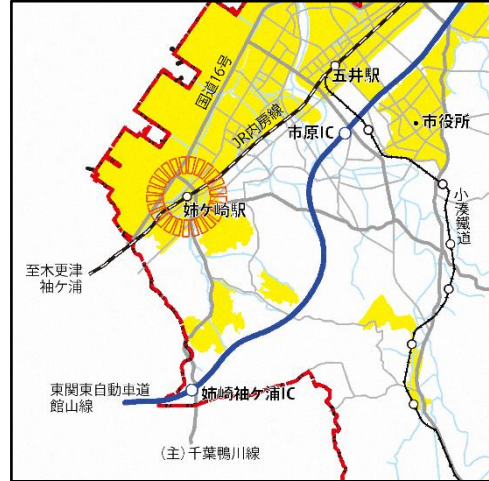 国道16号
五井駅
JR内房線
市原IC
・市役所
姉ケ崎駅
小湊鐵道
至木更津
袖ケ浦
東関東自動車道
館山線
姉崎袖ケ浦IC
(主)千葉鴨川線